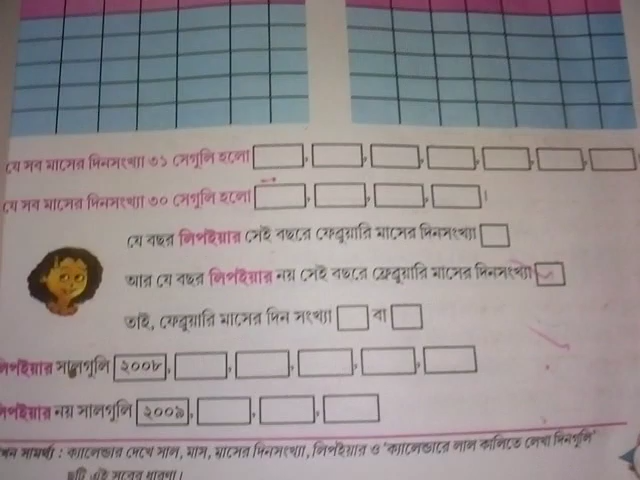 যে সব মাসের দিনসংখ্যা ৩১ সেগুলি হলো , , , , , ,
যে সব মাসের দিনসংখ্যা ৩০ সেগুলি হলো , , , ।
যে বছর লিপইয়ার সেই বছরে ফেব্রুয়ারি মাসের দিনসংখ্যা
আর যে বছর লিপইয়ার নয় সেই বছরে ফেব্রুয়ারি মাসের দিনসংখ্যা
তাই, ফেব্রুয়ারি মাসের দিন সংখ্যা বা
লিপইয়ার সালগুলি ২০০৮, , , , ,
লিপইয়ার নয় সালগুলি ২০০৯, , ,
সামর্থ্য : ক্যালেন্ডার দেখে সাল, মাস, মাসের দিনসংখ্যা, লিপইয়ার ও 'ক্যালেন্ডারে লাল কালিতে লেখা দিনগুলি'